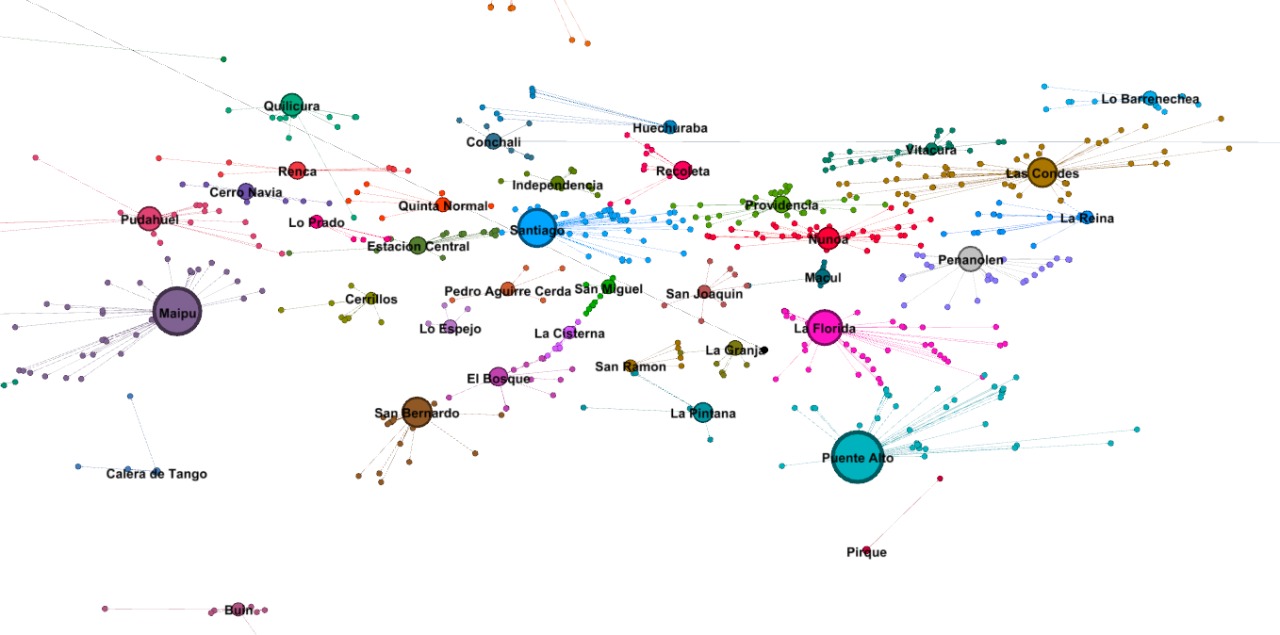 Quilicura
Lo Barrenechea
Huechuraba
Conchali
Vitacura
Renca
Recoleta
Las Condes
Independencia
Cerro Navia
Quinta Normal
Providencia
Pudahuel
Lo Prado
La Reina
Santiago
Nunoa
Estacion Central
Penanolen
Macul
Pedro Aguirre Cerda
San Miguel
San Joaquin
Cerrillos
Maipu
Lo Espejo
La Cisterna
La Florida
La Granja
San Ramon
El Bosque
San Bernardo
La Pintana
Puente Alto
Calera de Tango
Pirque
Buin